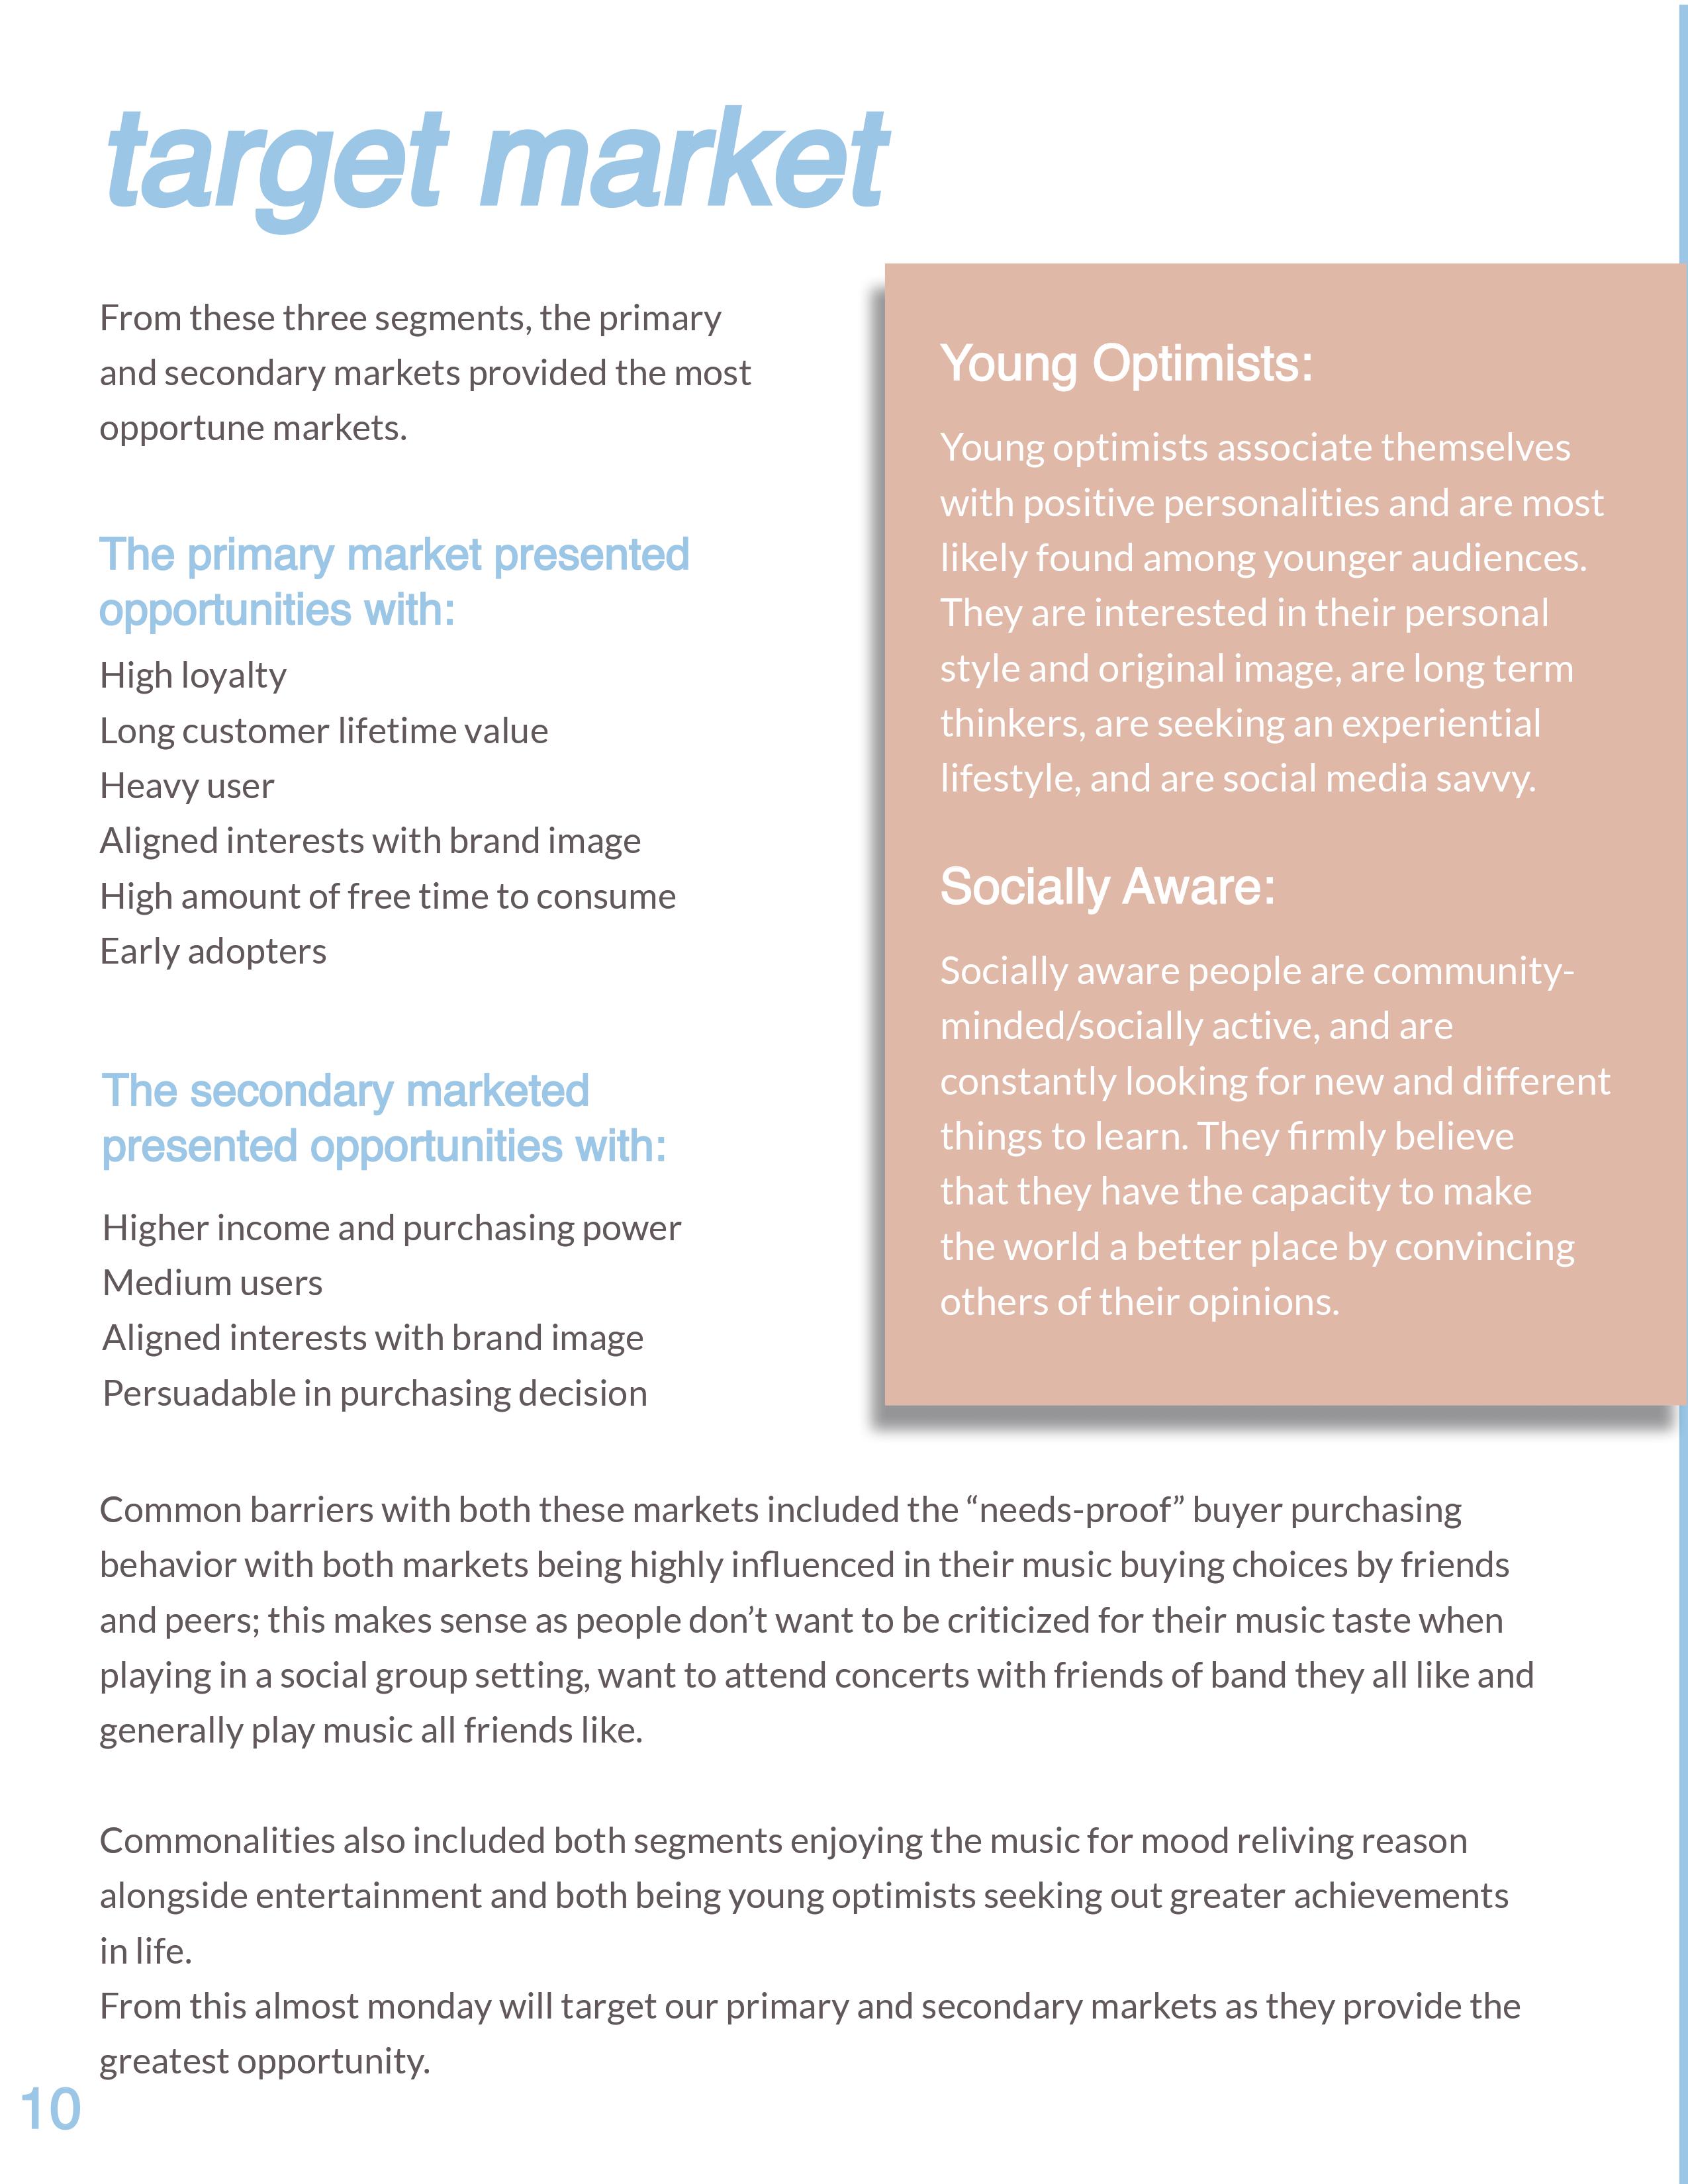 target market
From these three segments, the primary
and secondary markets provided the most
opportune markets.
The primary market presented
opportunities with:
High loyalty
Long customer lifetime value
Heavy user
Aligned interests with brand image
High amount of free time to consume
Early adopters
The secondary marketed
presented opportunities with:
Higher income and purchasing power
Medium users
Aligned interests with brand image
Persuadable in purchasing decision
Young Optimists:
Young optimists associate themselves
with positive personalities and are most
likely found among younger audiences.
They are interested in their personal
style and original image, are long term
thinkers, are seeking an experiential
lifestyle, and are social media savvy.
Socially Aware:
Socially aware people are community-
minded/socially active, and are
constantly looking for new and different
things to learn. They firmly believe
that they have the capacity to make
the world a better place by convincing
others of their opinions.
Common barriers with both these markets included the “needs-proof” buyer purchasing
behavior with both markets being highly influenced in their music buying choices by friends
and peers; this makes sense as people don’t want to be criticized for their music taste when
playing in a social group setting, want to attend concerts with friends of band they all like and
generally play music all friends like.
Commonalities also included both segments enjoying the music for mood reliving reason
alongside entertainment and both being young optimists seeking out greater achievements
in life.
From this almost monday will target our primary and secondary markets as they provide the
greatest opportunity.
10